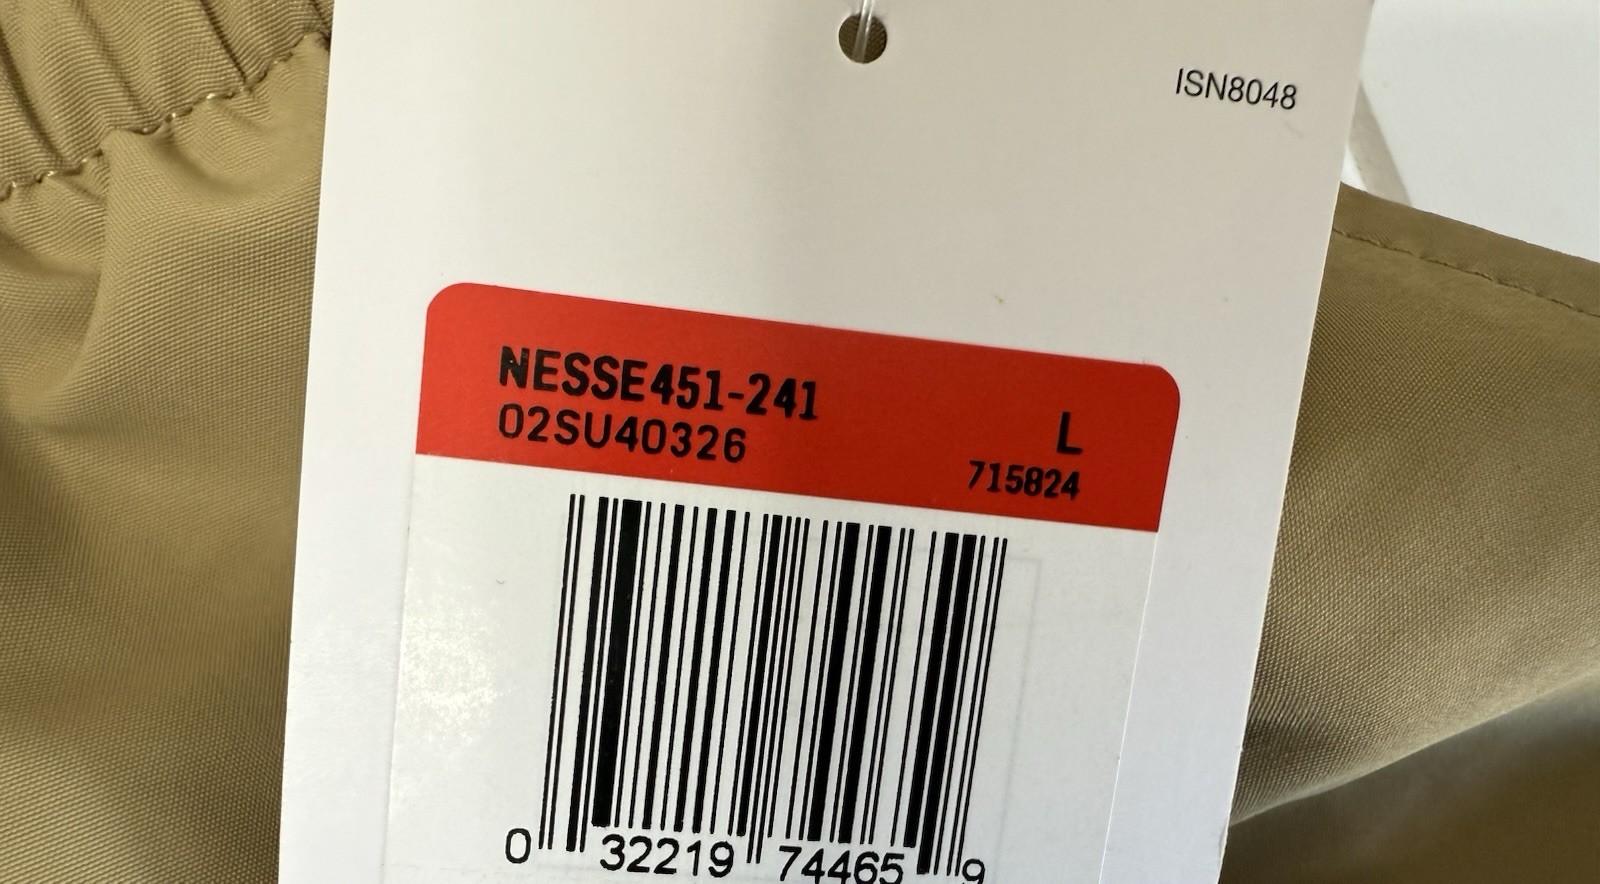 ISN8048
NESSE451-241
L
02SU40326
715824
0 32219 74465 9